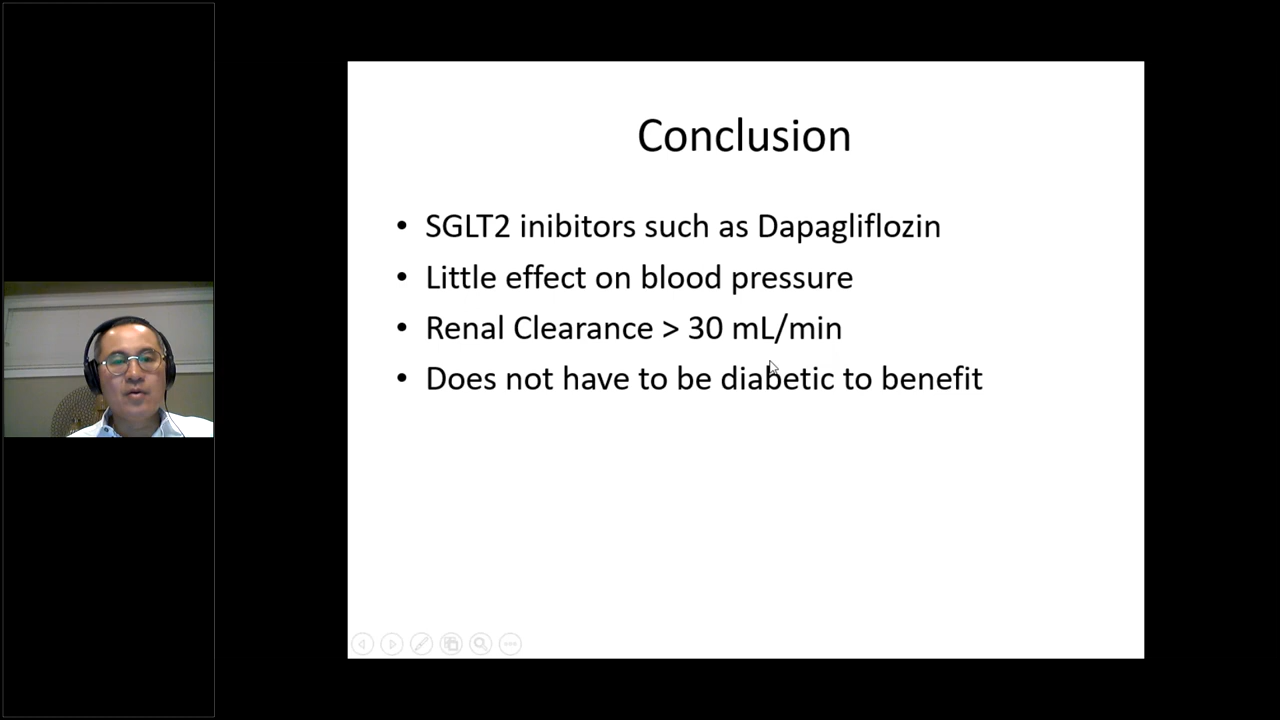 Conclusion
• SGLT2 inibitors such as Dapagliflozin
• Little effect on blood pressure
• Renal Clearance > 30 mL/min
• Does not have to be diabetic to benefit